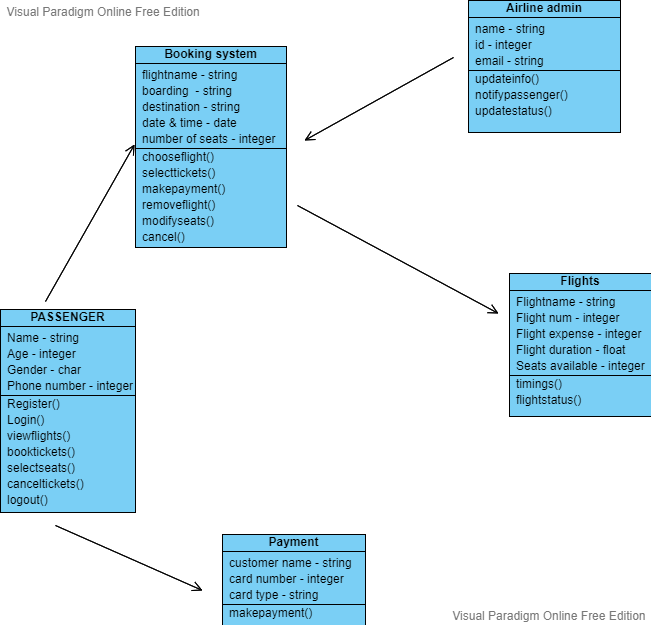 Visual Paradigm Online Free Edition
Airline admin
name - string
id - integer
email - string
updateinfo()
notifypassenger()
updatestatus()
Booking system
flightname - string
boarding - string
destination - string
date & time - date
number of seats - integer
chooseflight()
selecttickets()
makepayment()
removeflight()
modifyseats()
cancel()
Flights
Flightname - string
Flight num - integer
Flight expense - integer
Flight duration - float
Seats available - integer
timings()
flightstatus()
PASSENGER
Name - string
Age - integer
Gender - char
Phone number - integer
Register()
Login()
viewflights()
booktickets()
selectseats()
canceltickets()
logout()
Payment
customer name - string
card number - integer
card type - string
makepayment()
Visual Paradigm Online Free Edition